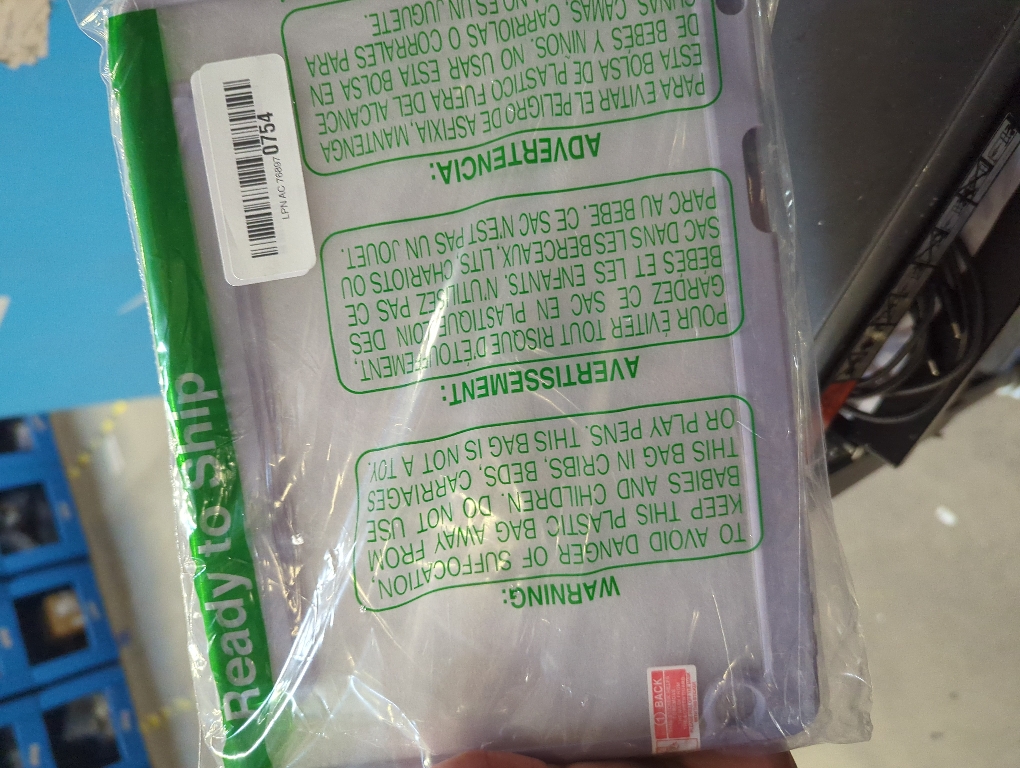 Ready to Ship
WARNING:
TO AVOID DANGER OF SUFFOCATION,
KEEP THIS PLASTIC BAG AWAY FROM
BABIES AND CHILDREN. DO NOT USE
THIS BAG IN CRIBS, BEDS, CARRIAGES
OR PLAY PENS. THIS BAG IS NOT A TOY.
AVERTISSEMENT:
POUR ÉVITER TOUT RISQUE D'ÉTOUFFEMENT,
GARDEZ CE SAC EN PLASTIQUE LOIN DES
BÉBÉS ET LES ENFANTS. N'UTILISEZ PAS CE
SAC DANS LES BERCEAUX, LITS, CHARIOTS OU
PARC AU BÉBÉ. CE SAC N'EST PAS UN JOUET.
ADVERTENCIA:
PARA EVITAR EL PELIGRO DE ASFIXIA, MANTENGA
ESTA BOLSA DE PLASTICO FUERA DEL ALCANCE
DE BEBÉS Y NIÑOS. NO USAR ESTA BOLSA EN
CUNAS, CAMAS, CARRIOLAS O CORRALES PARA
NO ES UN JUGUETE.
LPN AC 76897 0754
BACK